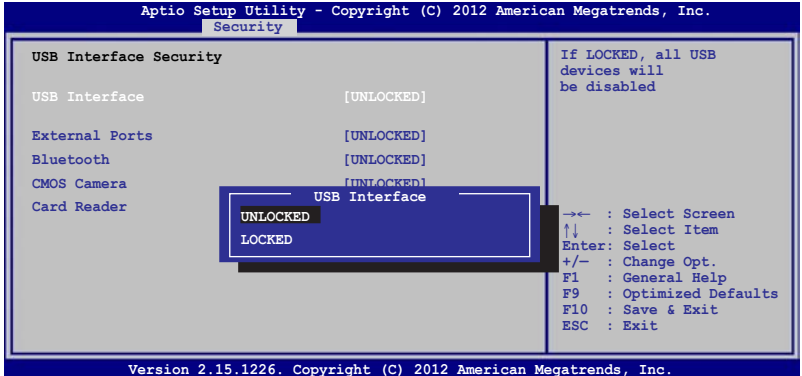 Aptio Setup Utility - Copyright (C) 2012 American Megatrends, Inc.
Security
USB Interface Security
USB Interface [UNLOCKED]
External Ports [UNLOCKED]
Bluetooth [UNLOCKED]
CMOS Camera [UNLOCKED]
Card Reader
USB Interface
UNLOCKED
LOCKED
If LOCKED, all USB
devices will
be disabled
→← : Select Screen
↑↓ : Select Item
Enter: Select
+/— : Change Opt.
F1 : General Help
F9 : Optimized Defaults
F10 : Save & Exit
ESC : Exit
Version 2.15.1226. Copyright (C) 2012 American Megatrends, Inc.